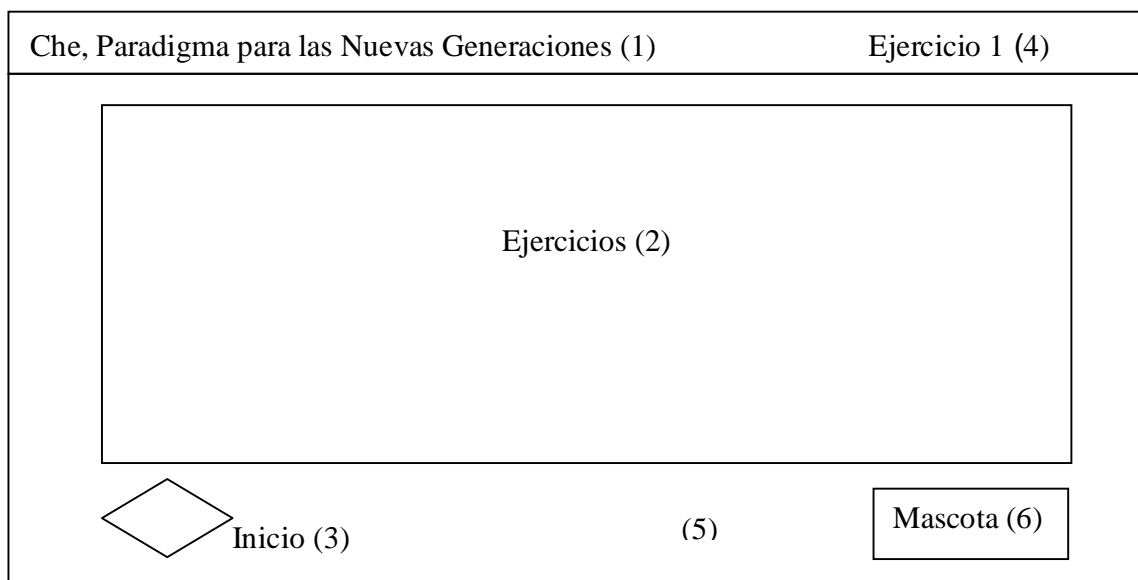 Che, Paradigma para las Nuevas Generaciones (1) Ejercicio 1 (4)
Ejercicios (2)
Inicio (3)
(5)
Mascota (6)